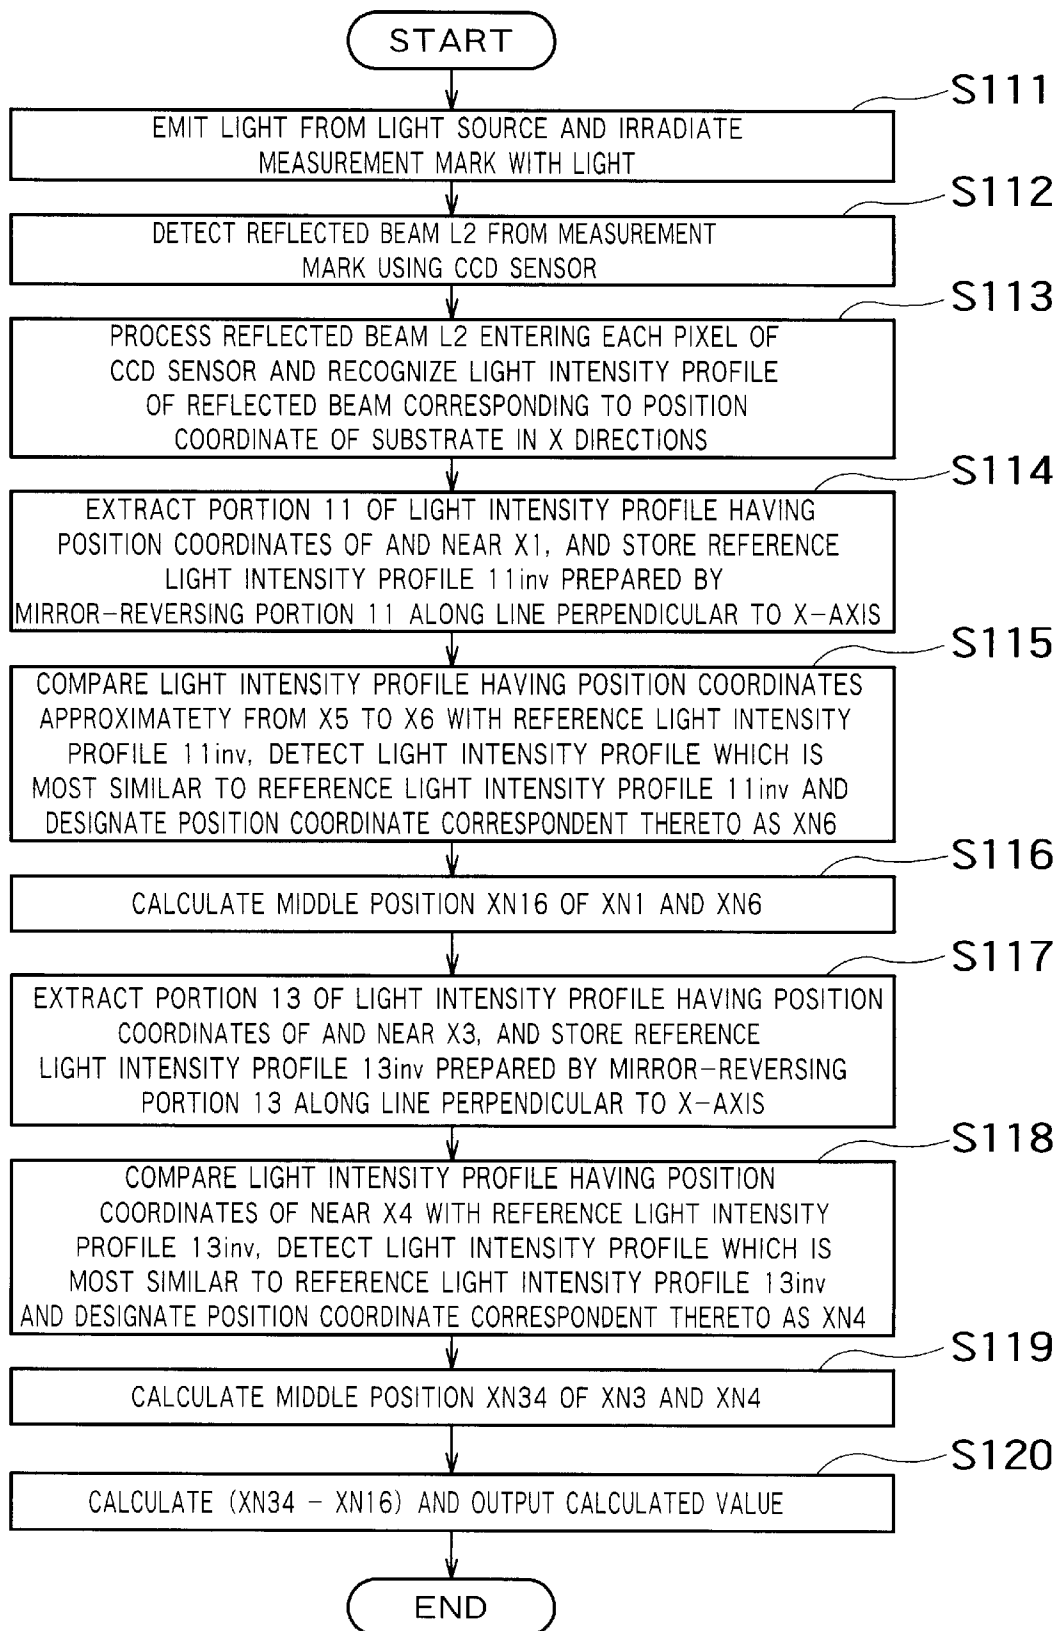 START
S111
EMIT LIGHT FROM LIGHT SOURCE AND IRRADIATE
MEASUREMENT MARK WITH LIGHT
S112
DETECT REFLECTED BEAM L2 FROM MEASUREMENT
MARK USING CCD SENSOR
S113
PROCESS REFLECTED BEAM L2 ENTERING EACH PIXEL OF
CCD SENSOR AND RECOGNIZE LIGHT INTENSITY PROFILE
OF REFLECTED BEAM CORRESPONDING TO POSITION
COORDINATE OF SUBSTRATE IN X DIRECTIONS
S114
EXTRACT PORTION 11 OF LIGHT INTENSITY PROFILE HAVING
POSITION COORDINATES OF AND NEAR X1, AND STORE REFERENCE
LIGHT INTENSITY PROFILE 11inv PREPARED BY
MIRROR-REVERSING PORTION 11 ALONG LINE PERPENDICULAR TO X-AXIS
S115
COMPARE LIGHT INTENSITY PROFILE HAVING POSITION COORDINATES
APPROXIMATETY FROM X5 TO X6 WITH REFERENCE LIGHT INTENSITY
PROFILE 11inv, DETECT LIGHT INTENSITY PROFILE WHICH IS
MOST SIMILAR TO REFERENCE LIGHT INTENSITY PROFILE 11inv AND
DESIGNATE POSITION COORDINATE CORRESPONDENT THERETO AS XN6
S116
CALCULATE MIDDLE POSITION XN16 OF XN1 AND XN6
S117
EXTRACT PORTION 13 OF LIGHT INTENSITY PROFILE HAVING POSITION
COORDINATES OF AND NEAR X3, AND STORE REFERENCE
LIGHT INTENSITY PROFILE 13inv PREPARED BY MIRROR-REVERSING
PORTION 13 ALONG LINE PERPENDICULAR TO X-AXIS
S118
COMPARE LIGHT INTENSITY PROFILE HAVING POSITION
COORDINATES OF NEAR X4 WITH REFERENCE LIGHT INTENSITY
PROFILE 13inv, DETECT LIGHT INTENSITY PROFILE WHICH IS
MOST SIMILAR TO REFERENCE LIGHT INTENSITY PROFILE 13inv
AND DESIGNATE POSITION COORDINATE CORRESPONDENT THERETO AS XN4
S119
CALCULATE MIDDLE POSITION XN34 OF XN3 AND XN4
S120
CALCULATE (XN34 - XN16) AND OUTPUT CALCULATED VALUE
END